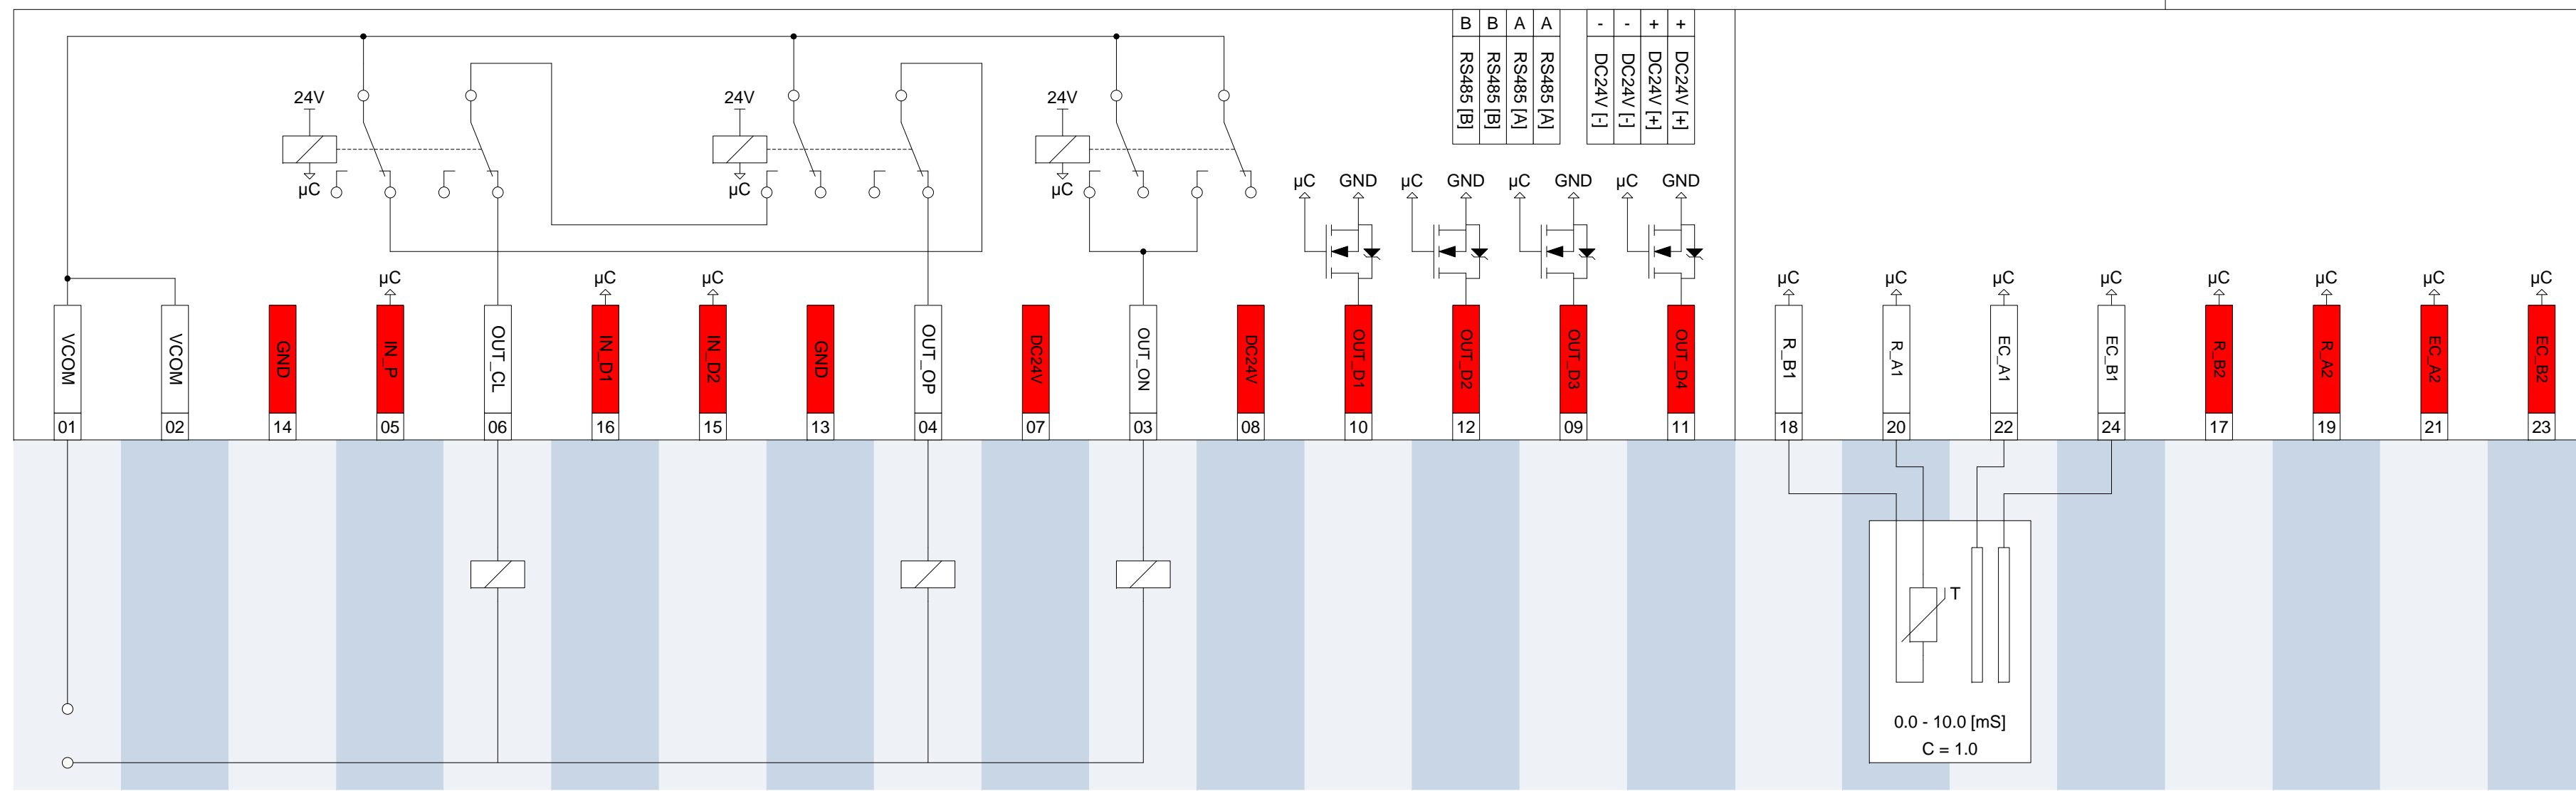 B B A A - - + +
RS485 [B] RS485 [B] RS485 [A] RS485 [A] DC24V [-] DC24V [-] DC24V [+] DC24V [+]
24V 24V 24V
µC µC µC
µC GND µC GND µC GND µC GND
µC µC µC µC µC µC µC µC µC µC µC
VCOM VCOM GND IN_P OUT_CL IN_D1 IN_D2 GND OUT_OP DC24V OUT_ON DC24V OUT_D1 OUT_D2 OUT_D3 OUT_D4 R_B1 R_A1 EC_A1 EC_B1 R_B2 R_A2 EC_A2 EC_B2
01 02 14 05 06 16 15 13 04 07 03 08 10 12 09 11 18 20 22 24 17 19 21 23
T
0.0 - 10.0 [mS]
C = 1.0